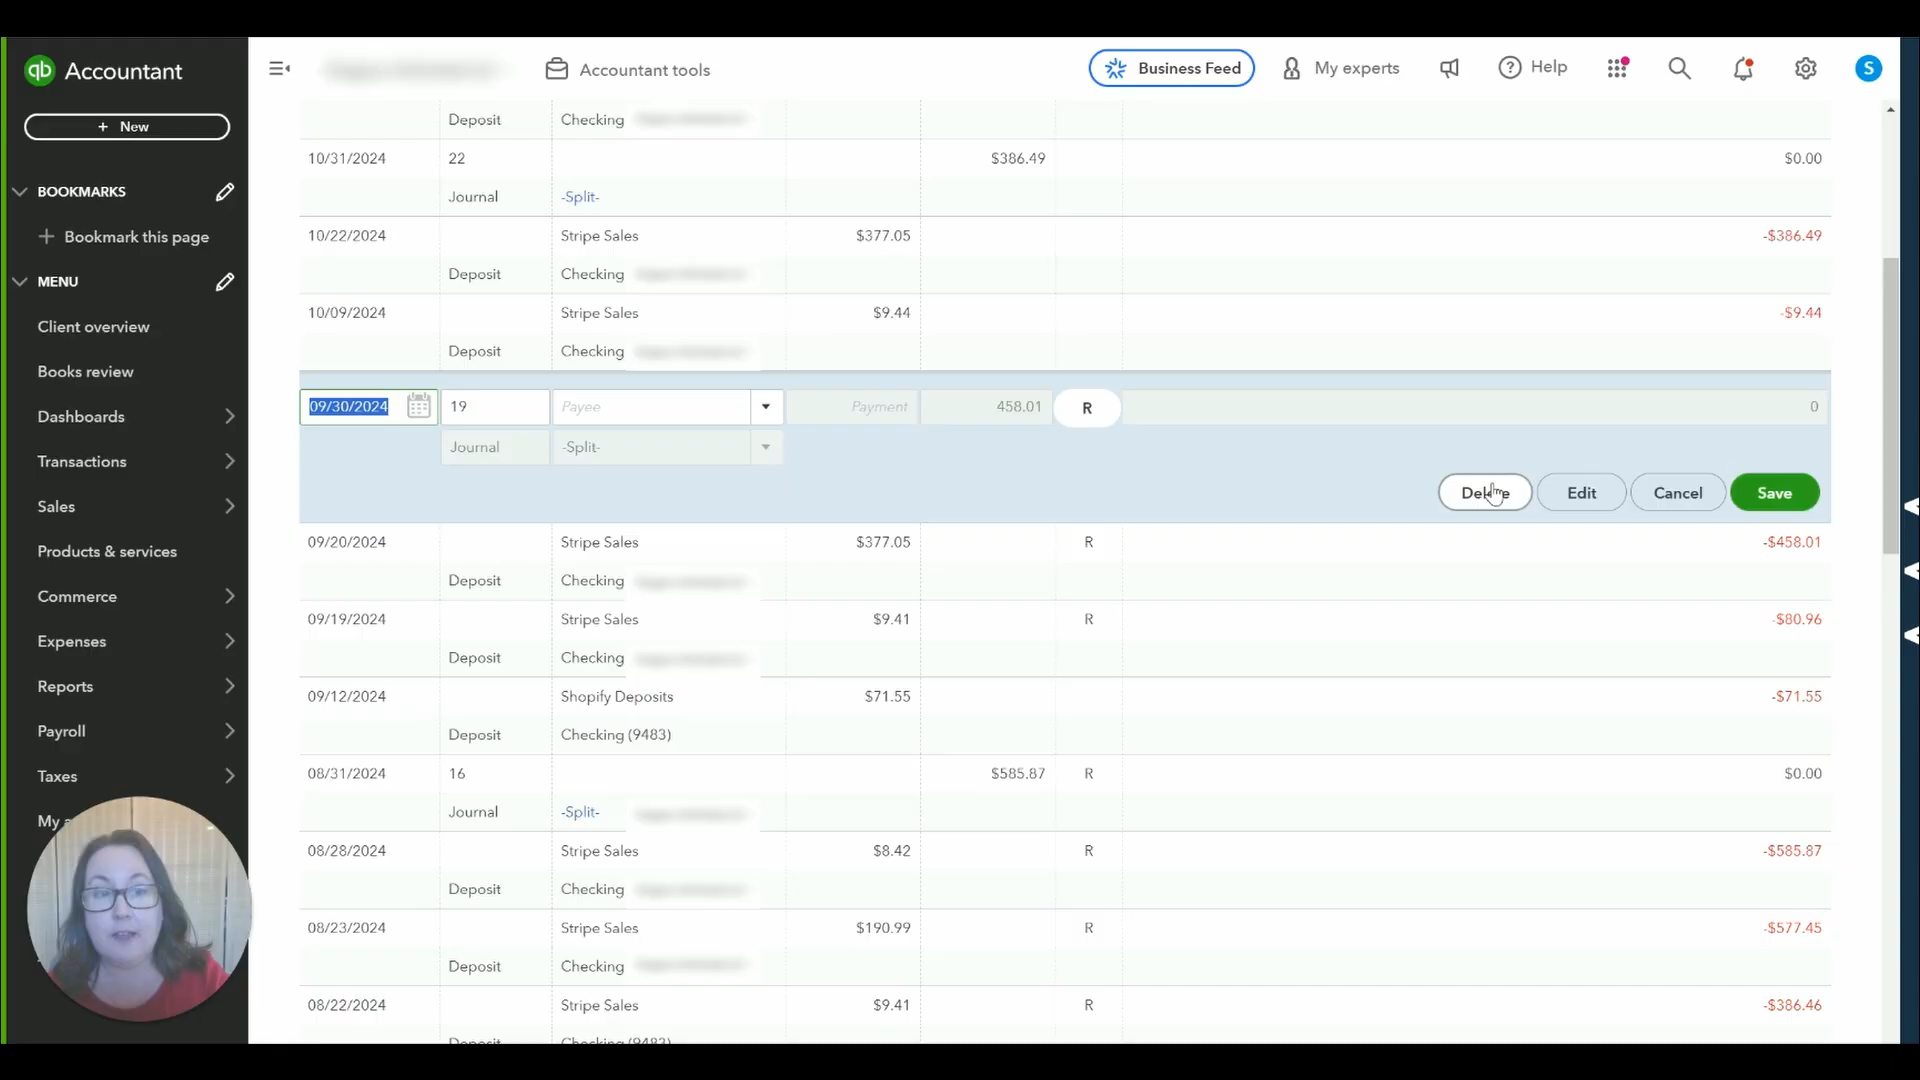 qb Accountant
Accountant tools
Business Feed
My experts
Help
S
+ New
BOOKMARKS
Bookmark this page
MENU
Client overview
Books review
Dashboards
Transactions
Sales
Products & services
Commerce
Expenses
Reports
Payroll
Taxes
My
Deposit Checking
10/31/2024 22 $386.49 $0.00
Journal -Split-
10/22/2024 Stripe Sales $377.05 -$386.49
Deposit Checking
10/09/2024 Stripe Sales $9.44 -$9.44
Deposit Checking
09/30/2024 19 Payee Payment 458.01 R 0
Journal -Split-
Delete Edit Cancel Save
09/20/2024 Stripe Sales $377.05 R -$458.01
Deposit Checking
09/19/2024 Stripe Sales $9.41 R -$80.96
Deposit Checking
09/12/2024 Shopify Deposits $71.55 -$71.55
Deposit Checking (9483)
08/31/2024 16 $585.87 R $0.00
Journal -Split-
08/28/2024 Stripe Sales $8.42 R -$585.87
Deposit Checking
08/23/2024 Stripe Sales $190.99 R -$577.45
Deposit Checking
08/22/2024 Stripe Sales $9.41 R -$386.46
Deposit Checking (9483)